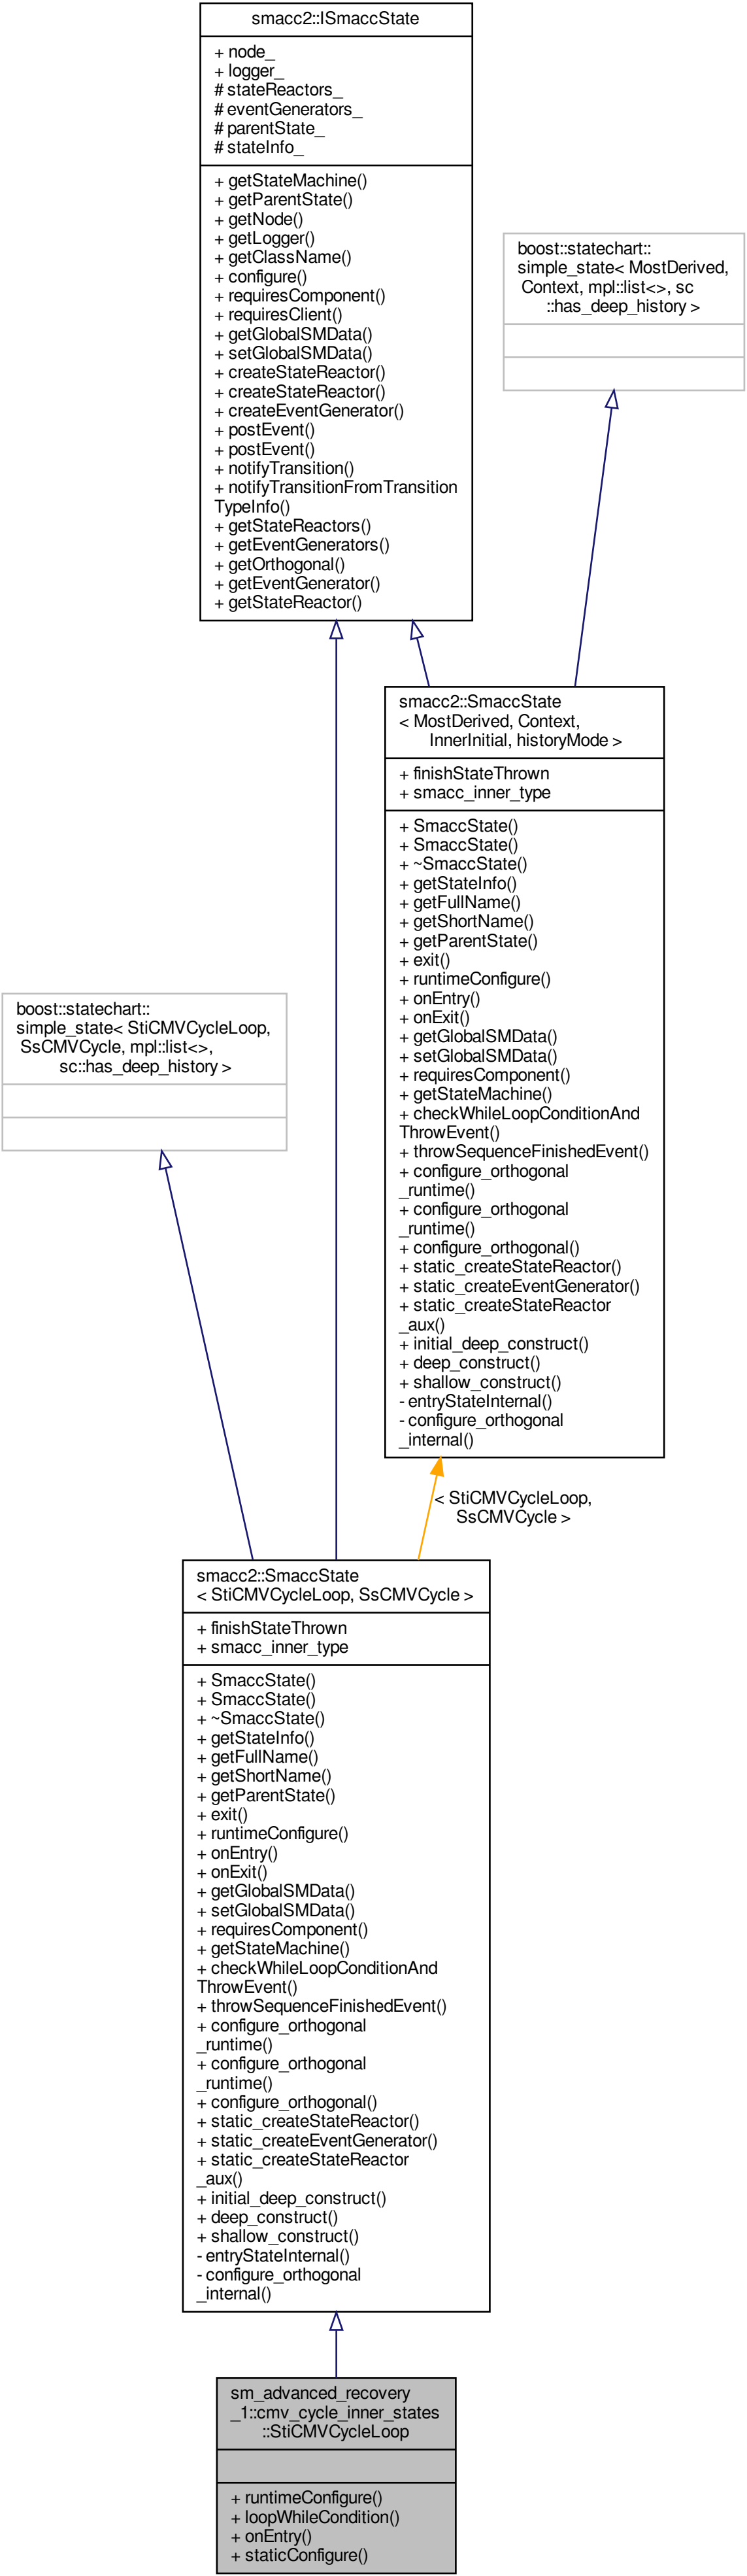 smacc2::ISmaccState
+ node_
+ logger_
# stateReactors_
# eventGenerators_
# parentState_
# stateInfo_
+ getStateMachine()
+ getParentState()
+ getNode()
+ getLogger()
+ getClassName()
+ configure()
+ requiresComponent()
+ requiresClient()
+ getGlobalSMData()
+ setGlobalSMData()
+ createStateReactor()
+ createStateReactor()
+ createEventGenerator()
+ postEvent()
+ postEvent()
+ notifyTransition()
+ notifyTransitionFromTransition
TypeInfo()
+ getStateReactors()
+ getEventGenerators()
+ getOrthogonal()
+ getEventGenerator()
+ getStateReactor()
boost::statechart::
simple_state< MostDerived,
Context, mpl::list<>, sc
::has_deep_history >
smacc2::SmaccState
< MostDerived, Context,
InnerInitial, historyMode >
+ finishStateThrown
+ smacc_inner_type
+ SmaccState()
+ SmaccState()
+ ~SmaccState()
+ getStateInfo()
+ getFullName()
+ getShortName()
+ getParentState()
+ exit()
+ runtimeConfigure()
+ onEntry()
+ onExit()
+ getGlobalSMData()
+ setGlobalSMData()
+ requiresComponent()
+ getStateMachine()
+ checkWhileLoopConditionAnd
ThrowEvent()
+ throwSequenceFinishedEvent()
+ configure_orthogonal
_runtime()
+ configure_orthogonal
_runtime()
+ configure_orthogonal()
+ static_createStateReactor()
+ static_createEventGenerator()
+ static_createStateReactor
_aux()
+ initial_deep_construct()
+ deep_construct()
+ shallow_construct()
- entryStateInternal()
- configure_orthogonal
_internal()
boost::statechart::
simple_state< StiCMVCycleLoop,
SsCMVCycle, mpl::list<>,
sc::has_deep_history >
< StiCMVCycleLoop,
SsCMVCycle >
smacc2::SmaccState
< StiCMVCycleLoop, SsCMVCycle >
+ finishStateThrown
+ smacc_inner_type
+ SmaccState()
+ SmaccState()
+ ~SmaccState()
+ getStateInfo()
+ getFullName()
+ getShortName()
+ getParentState()
+ exit()
+ runtimeConfigure()
+ onEntry()
+ onExit()
+ getGlobalSMData()
+ setGlobalSMData()
+ requiresComponent()
+ getStateMachine()
+ checkWhileLoopConditionAnd
ThrowEvent()
+ throwSequenceFinishedEvent()
+ configure_orthogonal
_runtime()
+ configure_orthogonal
_runtime()
+ configure_orthogonal()
+ static_createStateReactor()
+ static_createEventGenerator()
+ static_createStateReactor
_aux()
+ initial_deep_construct()
+ deep_construct()
+ shallow_construct()
- entryStateInternal()
- configure_orthogonal
_internal()
sm_advanced_recovery
_1::cmv_cycle_inner_states
::StiCMVCycleLoop
+ runtimeConfigure()
+ loopWhileCondition()
+ onEntry()
+ staticConfigure()